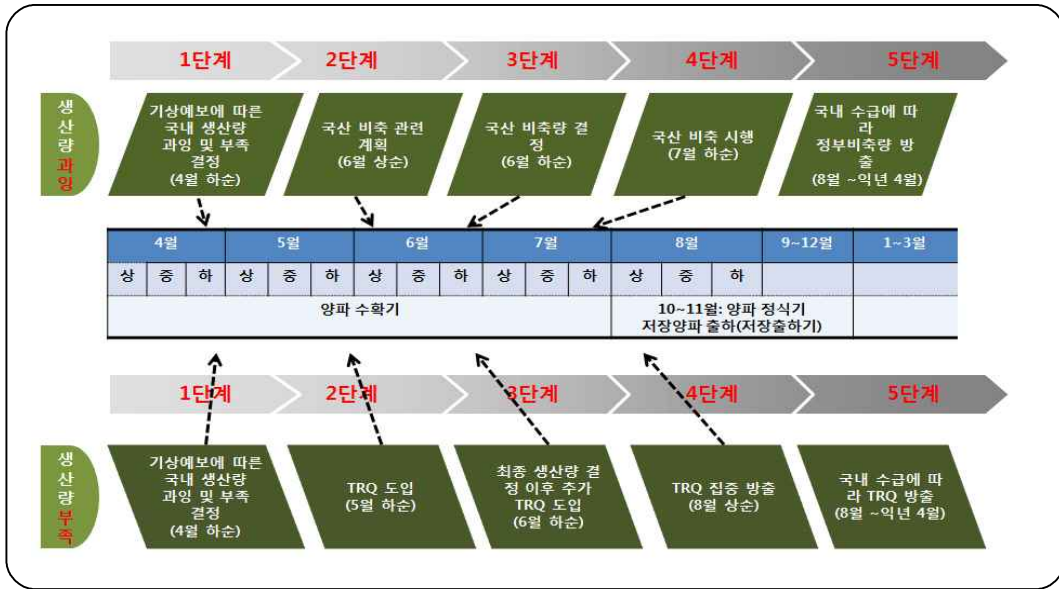 1단계 2단계 3단계 4단계 5단계
생산량과잉
기상예보에 따른
국내 생산량
과잉 및 부족
결정
(4월 하순)
국산 비축 관련
계획
(6월 상순)
국산 비축량 결
정
(6월 하순)
국산 비축 시행
(7월 하순)
국내 수급에 따
라
정부비축량 방
출
(8월 ~익년 4월)
4월 5월 6월 7월 8월 9~12월 1~3월
상 중 하 상 중 하 상 중 하 상 중 하 상 중 하
양파 수확기
10~11월: 양파 정식기
저장양파 출하(저장출하기)
1단계 2단계 3단계 4단계 5단계
생산량부족
기상예보에 따른
국내 생산량
과잉 및 부족
결정
(4월 하순)
TRQ 도입
(5월 하순)
최종 생산량 결
정 이후 추가
TRQ 도입
(6월 하순)
TRQ 집중 방출
(8월 상순)
국내 수급에 따
라 TRQ 방출
(8월 ~익년 4월)